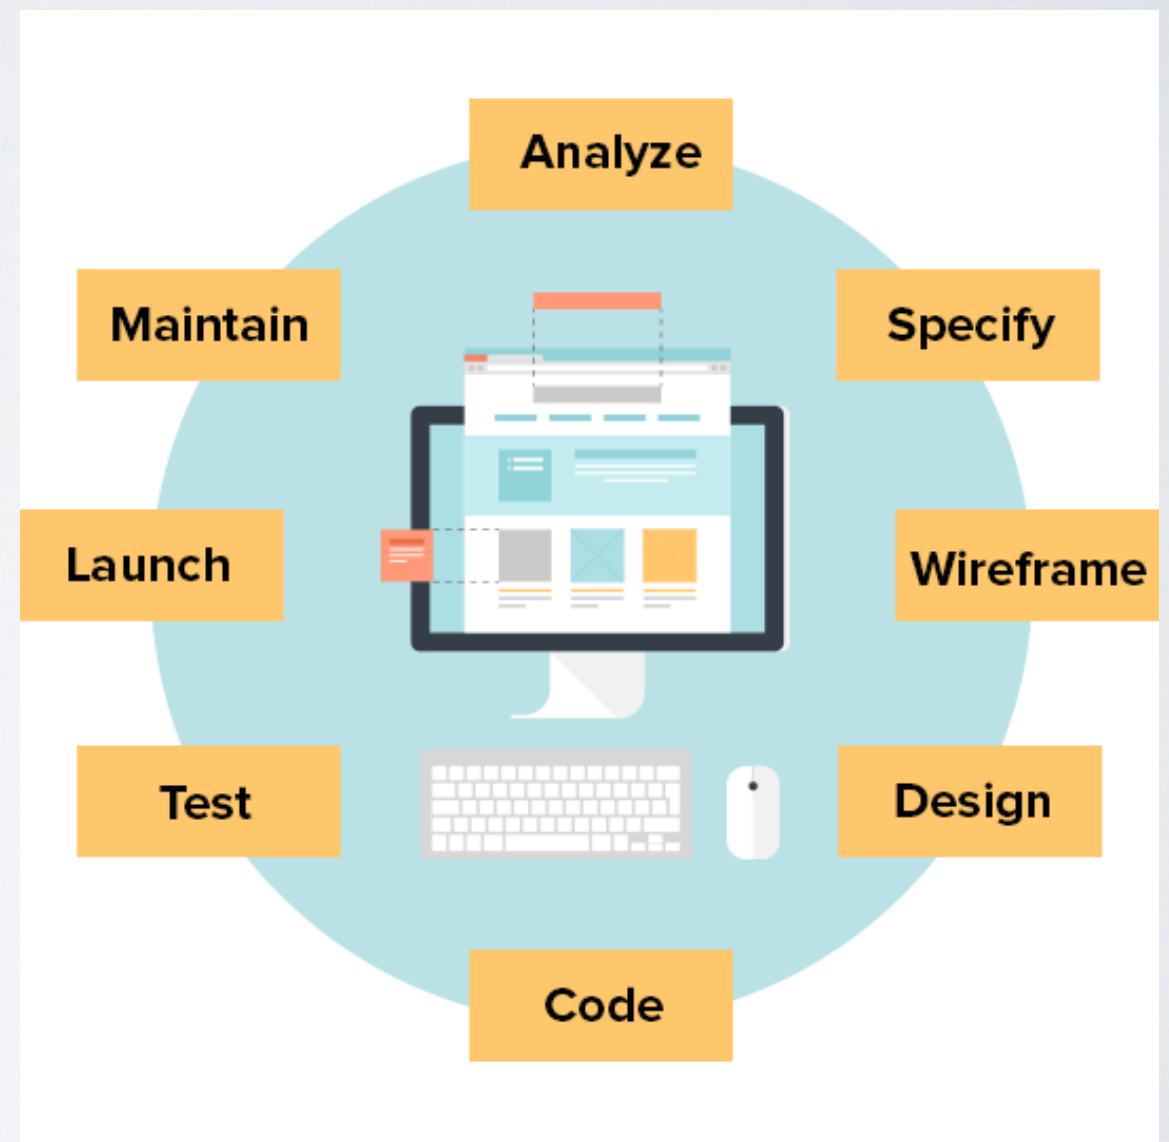 Analyze
Specify
Wireframe
Design
Code
Test
Launch
Maintain